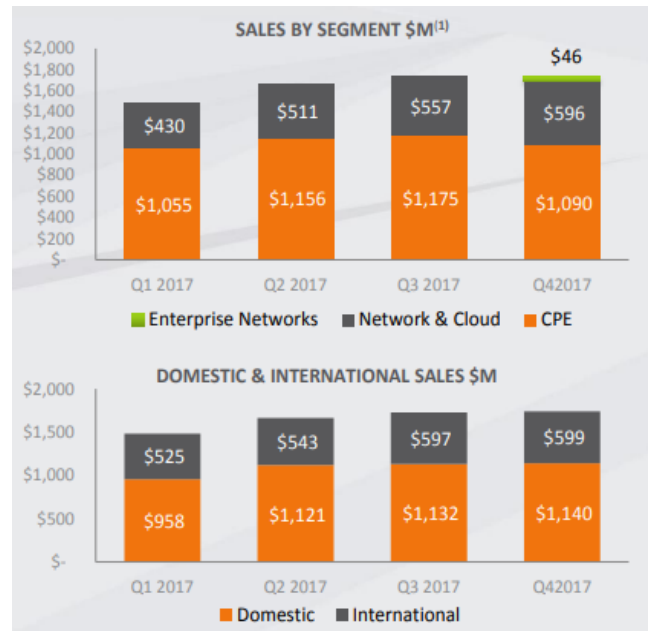 SALES BY SEGMENT $M(1)
$2,000
$1,800
$1,600
$1,400
$1,200
$1,000
$800
$600
$400
$200
$-
$46
$430
$511
$557
$596
$1,055
$1,156
$1,175
$1,090
Q1 2017
Q2 2017
Q3 2017
Q42017
Enterprise Networks
Network & Cloud
CPE
DOMESTIC & INTERNATIONAL SALES $M
$2,000
$1,500
$1,000
$500
$-
$525
$543
$597
$599
$958
$1,121
$1,132
$1,140
Q1 2017
Q2 2017
Q3 2017
Q42017
Domestic
International